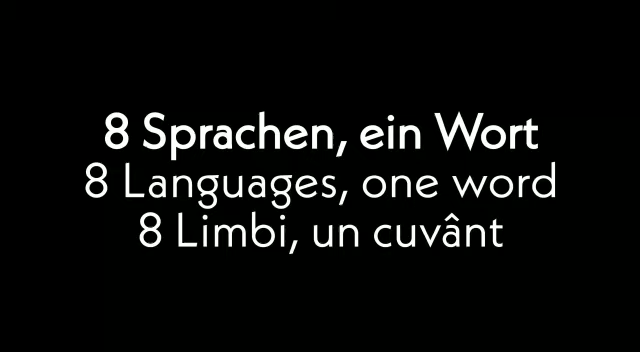 8 Sprachen, ein Wort
8 Languages, one word
8 Limbi, un cuvânt